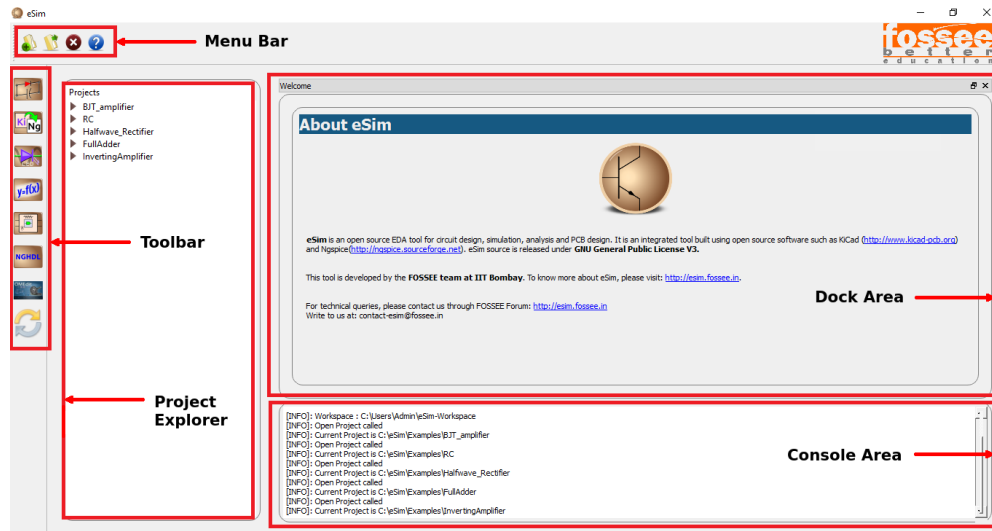 eSim
Menu Bar
fossee
better
education
Projects
BJT_amplifier
RC
Halfwave_Rectifier
FullAdder
InvertingAmplifier
Ki Ng
y=f(x)
NGHDL
Toolbar
Project
Explorer
Welcome
About eSim
eSim is an open source EDA tool for circuit design, simulation, analysis and PCB design. It is an integrated tool built using open source software such as KiCad (http://www.kicad-pcb.org)
and Ngspice(http://ngspice.sourceforge.net). eSim source is released under GNU General Public License V3.
This tool is developed by the FOSSEE team at IIT Bombay. To know more about eSim, please visit: http://esim.fossee.in.
For technical queries, please contact us through FOSSEE Forum: http://esim.fossee.in
Write to us at: contact-esim@fossee.in
Dock Area
[INFO]: Workspace : C:\Users\Admin\eSim-Workspace
[INFO]: Open Project called
[INFO]: Current Project is C:\eSim\Examples\BJT_amplifier
[INFO]: Open Project called
[INFO]: Current Project is C:\eSim\Examples\RC
[INFO]: Open Project called
[INFO]: Current Project is C:\eSim\Examples\Halfwave_Rectifier
[INFO]: Open Project called
[INFO]: Current Project is C:\eSim\Examples\FullAdder
[INFO]: Open Project called
[INFO]: Current Project is C:\eSim\Examples\InvertingAmplifier
Console Area